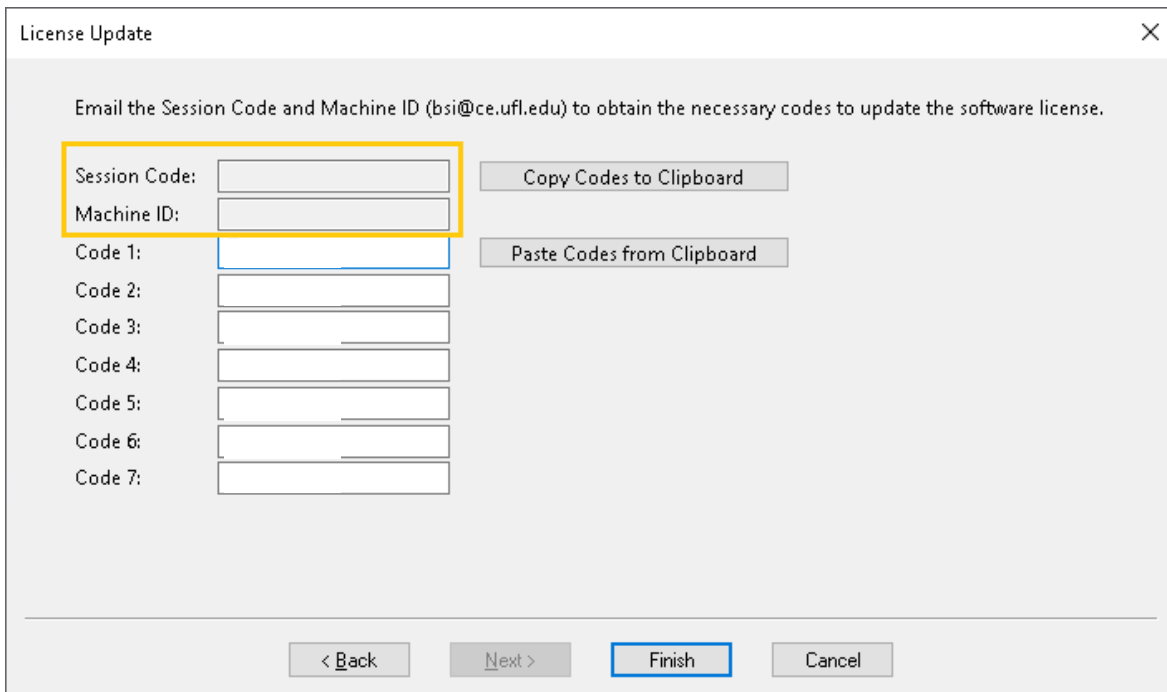 License Update
Email the Session Code and Machine ID (bsi@ce.ufl.edu) to obtain the necessary codes to update the software license.
Session Code: Copy Codes to Clipboard
Machine ID:
Code 1: Paste Codes from Clipboard
Code 2:
Code 3:
Code 4:
Code 5:
Code 6:
Code 7:
< Back Next > Finish Cancel